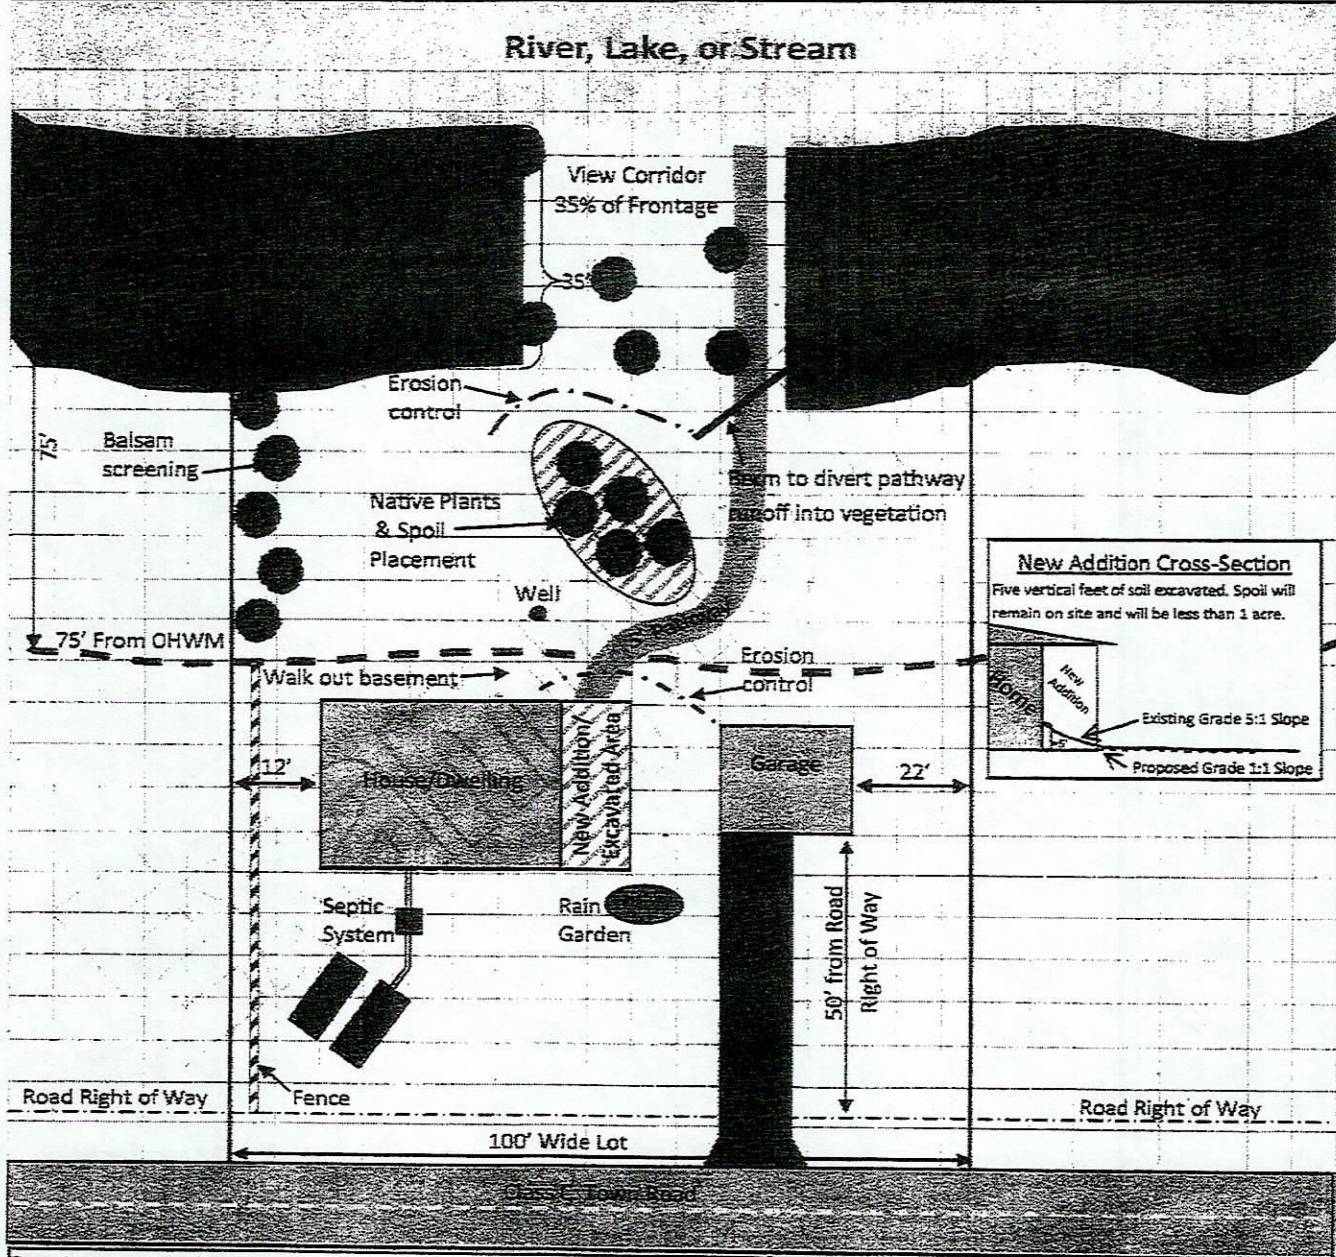 River, Lake, or Stream
View Corridor
35% of Frontage
35'
Erosion
control
75'
Balsam
screening
Native Plants
& Spoil
Placement
Berm to divert pathway
runoff into vegetation
New Addition Cross-Section
Five vertical feet of soil excavated. Spoil will
remain on site and will be less than 1 acre.
Home
New
Addition
5'
Existing Grade 5:1 Slope
Proposed Grade 1:1 Slope
Well
75' From OHWM
Erosion
control
Walk out basement
12'
House/Dwelling
New Addition/
Excavated Area
Garage
22'
Septic
System
Rain
Garden
50' from Road
Right of Way
Fence
Road Right of Way
Road Right of Way
100' Wide Lot
Class C, Town Road